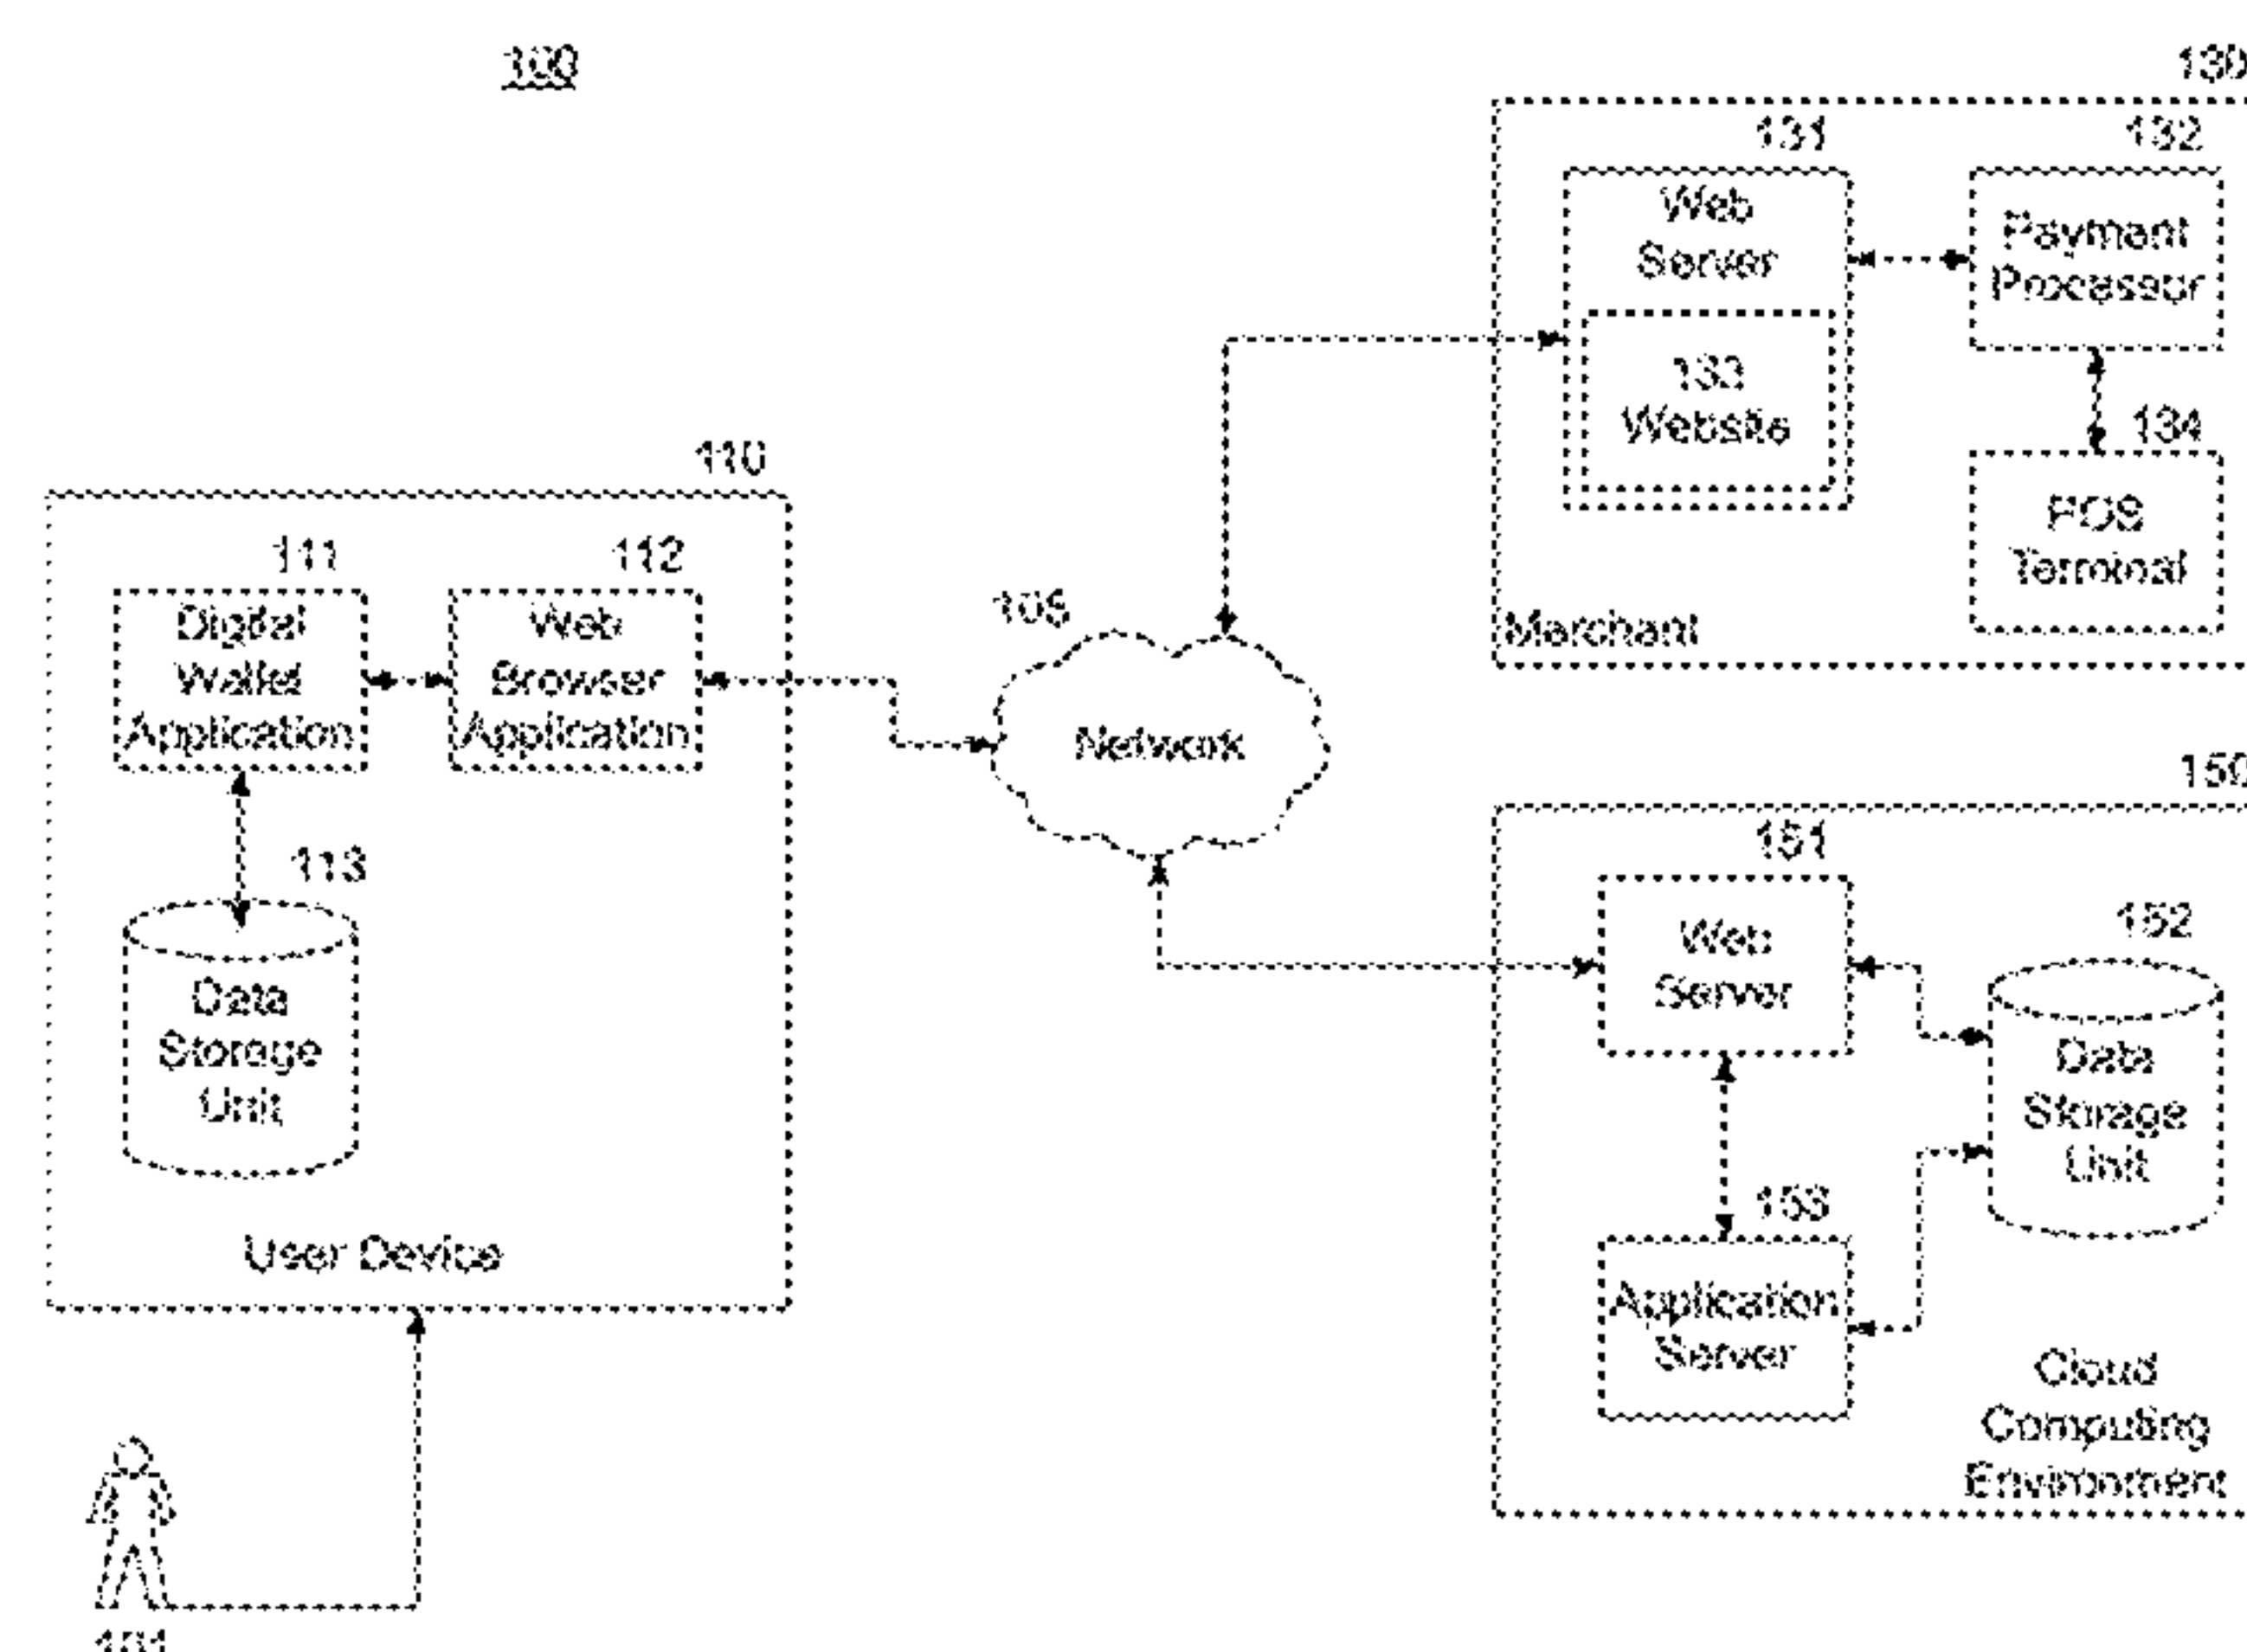 100
130
131
132
Web
Server
Payment
Processor
133
Website
134
POS
Terminal
Merchant
110
111
112
Digital
Wallet
Application
Web
Browser
Application
113
Data
Storage
Unit
User Device
101
105
Network
150
151
Web
Server
152
Data
Storage
Unit
153
Application
Server
Cloud
Computing
Environment